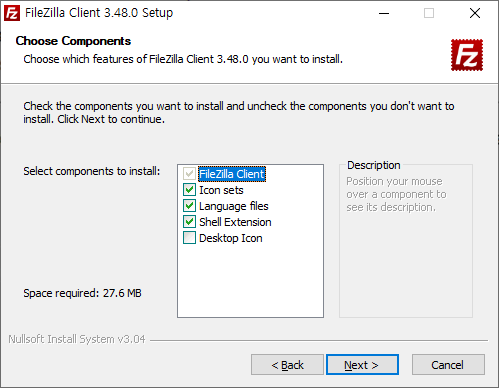 FileZilla Client 3.48.0 Setup
Choose Components
Choose which features of FileZilla Client 3.48.0 you want to install.
Fz
Check the components you want to install and uncheck the components you don't want to
install. Click Next to continue.
Select components to install:
FileZilla Client
Icon sets
Language files
Shell Extension
Desktop Icon
Description
Position your mouse
over a component to
see its description.
Space required: 27.6 MB
Nullsoft Install System v3.04
< Back
Next >
Cancel